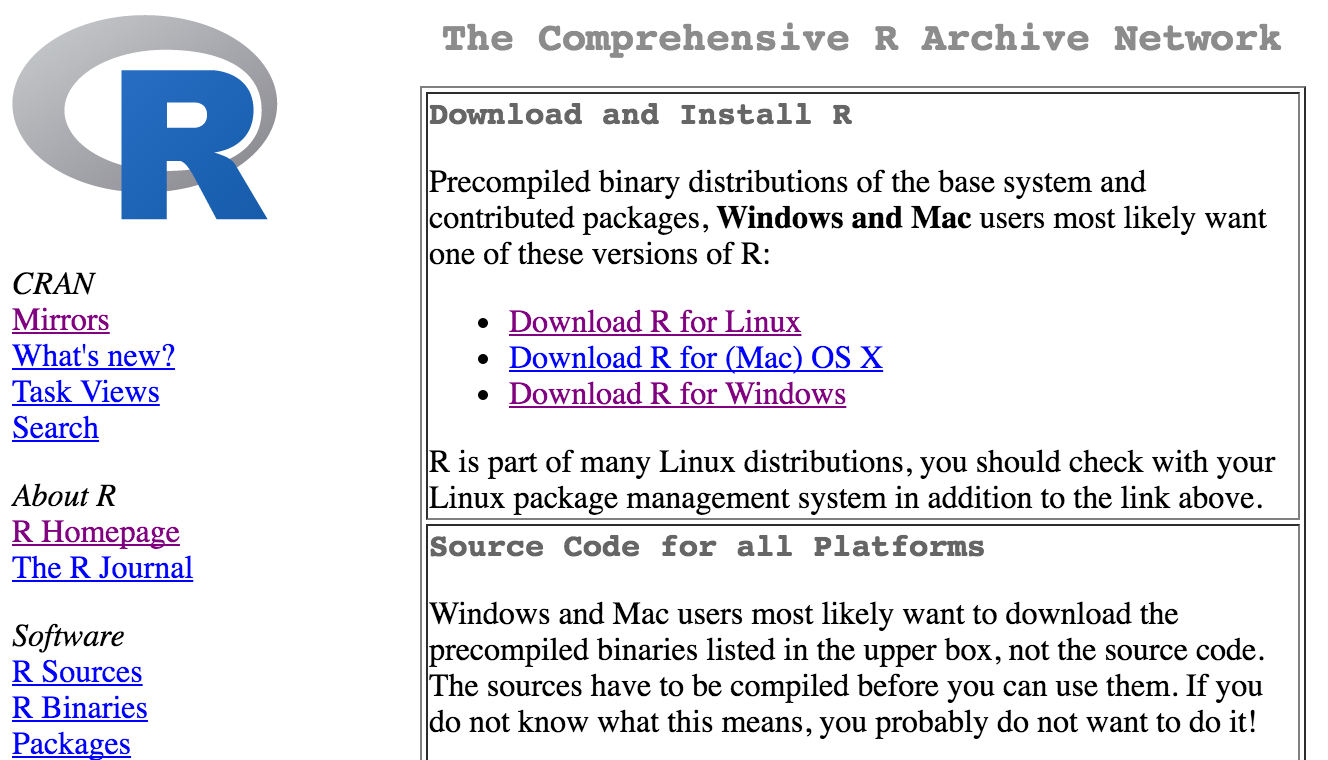 R
CRAN
Mirrors
What's new?
Task Views
Search
About R
R Homepage
The R Journal
Software
R Sources
R Binaries
Packages
The Comprehensive R Archive Network
Download and Install R
Precompiled binary distributions of the base system and
contributed packages, Windows and Mac users most likely want
one of these versions of R:
• Download R for Linux
• Download R for (Mac) OS X
• Download R for Windows
R is part of many Linux distributions, you should check with your
Linux package management system in addition to the link above.
Source Code for all Platforms
Windows and Mac users most likely want to download the
precompiled binaries listed in the upper box, not the source code.
The sources have to be compiled before you can use them. If you
do not know what this means, you probably do not want to do it!